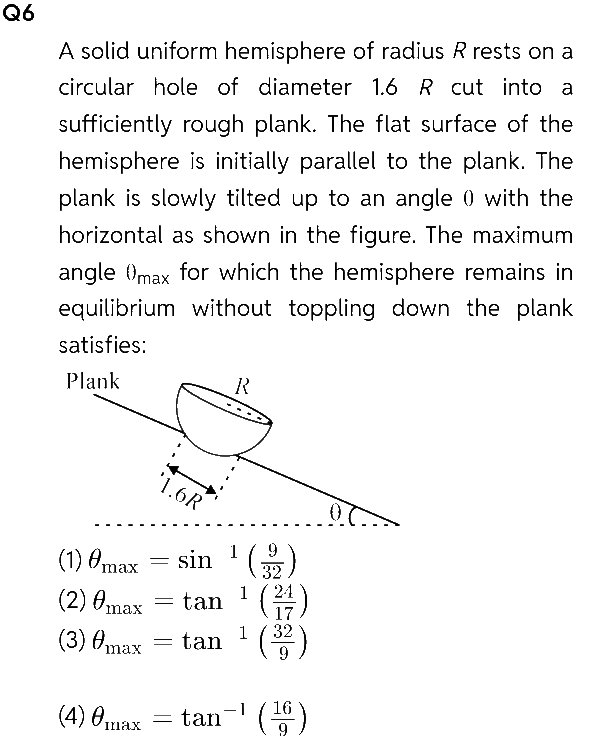 Q6
A solid uniform hemisphere of radius R rests on a
circular hole of diameter 1.6 R cut into a
sufficiently rough plank. The flat surface of the
hemisphere is initially parallel to the plank. The
plank is slowly tilted up to an angle θ with the
horizontal as shown in the figure. The maximum
angle θmax for which the hemisphere remains in
equilibrium without toppling down the plank
satisfies:
Plank
R
1.6R
θ
(1) θmax = sin 1 (9/32)
(2) θmax = tan 1 (24/17)
(3) θmax = tan 1 (32/9)
(4) θmax = tan⁻¹ (16/9)